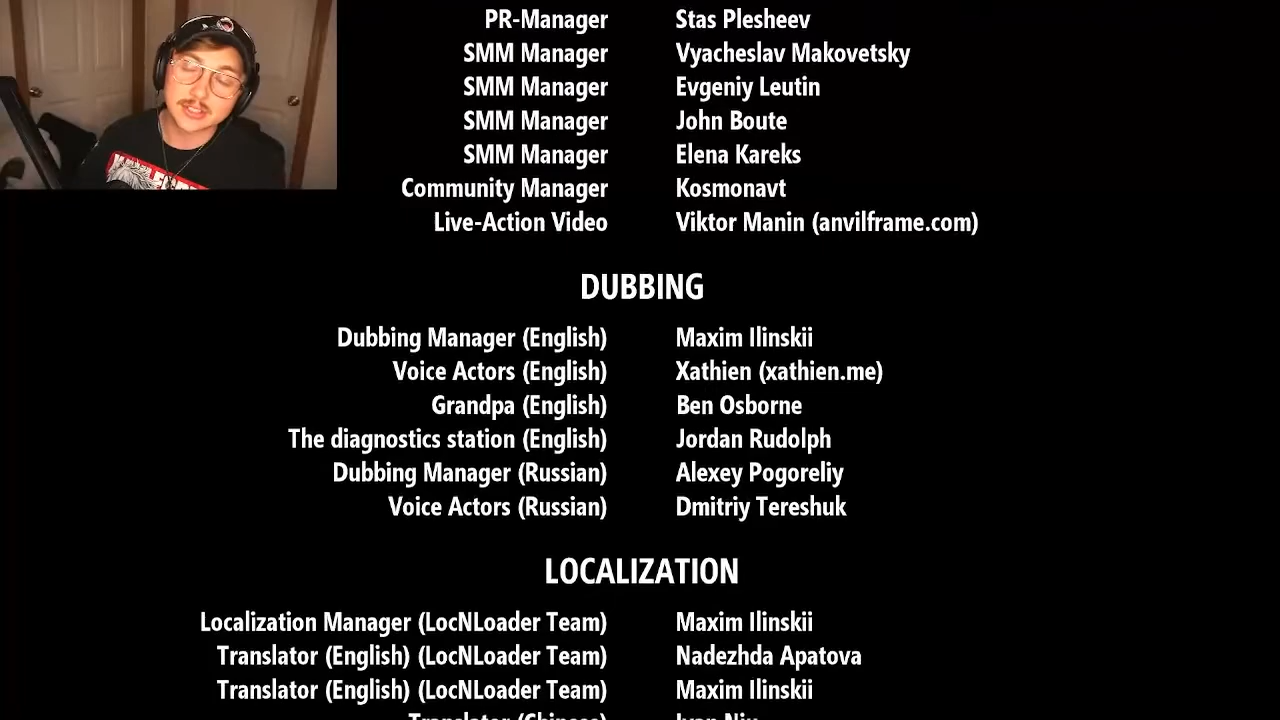 PR-Manager Stas Plesheev
SMM Manager Vyacheslav Makovetsky
SMM Manager Evgeniy Leutin
SMM Manager John Boute
SMM Manager Elena Kareks
Community Manager Kosmonavt
Live-Action Video Viktor Manin (anvilframe.com)
DUBBING
Dubbing Manager (English) Maxim Ilinskii
Voice Actors (English) Xathien (xathien.me)
Grandpa (English) Ben Osborne
The diagnostics station (English) Jordan Rudolph
Dubbing Manager (Russian) Alexey Pogoreliy
Voice Actors (Russian) Dmitriy Tereshuk
LOCALIZATION
Localization Manager (LocNLoader Team) Maxim Ilinskii
Translator (English) (LocNLoader Team) Nadezhda Apatova
Translator (English) (LocNLoader Team) Maxim Ilinskii
Translator (Chinese) Ivan